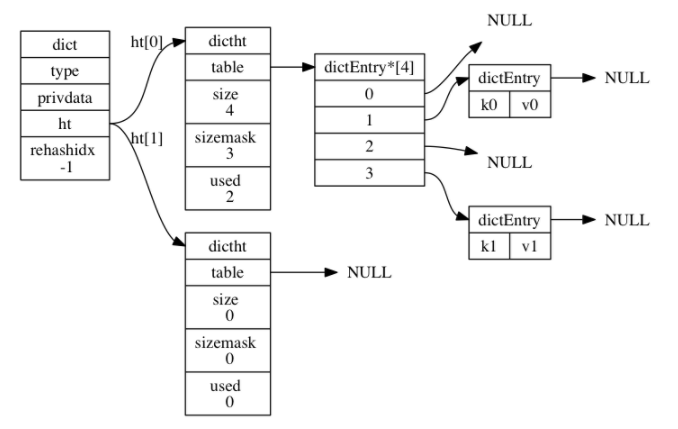 dict
type
privdata
ht
rehashidx
-1
ht[0]
ht[1]
dictht
table
size
4
sizemask
3
used
2
dictht
table
size
0
sizemask
0
used
0
NULL
dictEntry*[4]
0
1
2
3
NULL
dictEntry
k0 v0
NULL
NULL
dictEntry
k1 v1
NULL